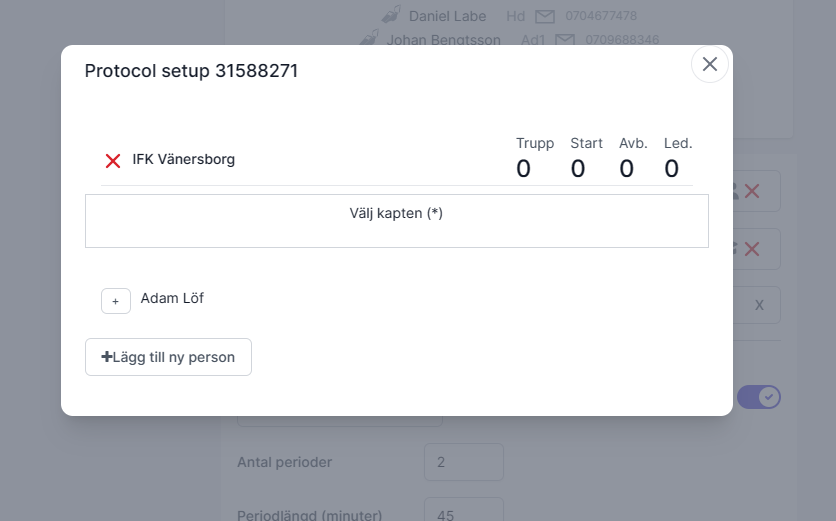 Daniel Labe Hd 0704677478
Johan Bengtsson Ad1 0709688346
Protocol setup 31588271
IFK Vänersborg
Trupp Start Avb. Led.
0 0 0 0
Välj kapten (*)
+ Adam Löf
+Lägg till ny person
X
Antal perioder 2
Periodlängd (minuter) 45